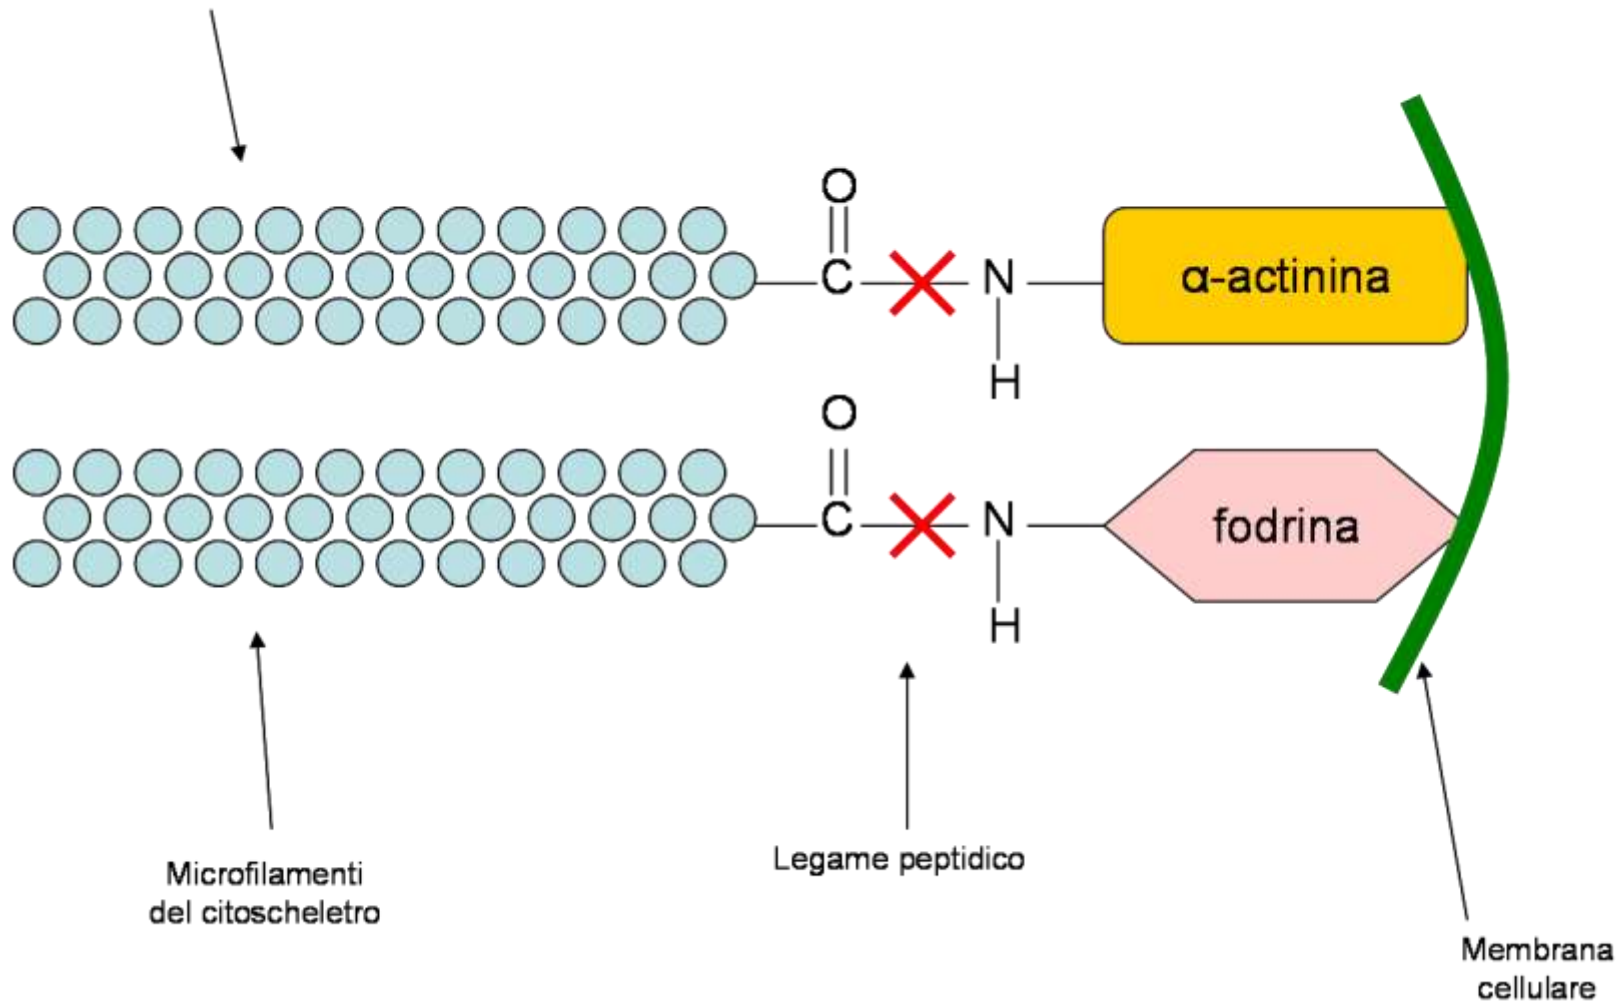 O
C
N
H
α-actinina
O
C
N
H
fodrina
Microfilamenti
del citoscheletro
Legame peptidico
Membrana
cellulare